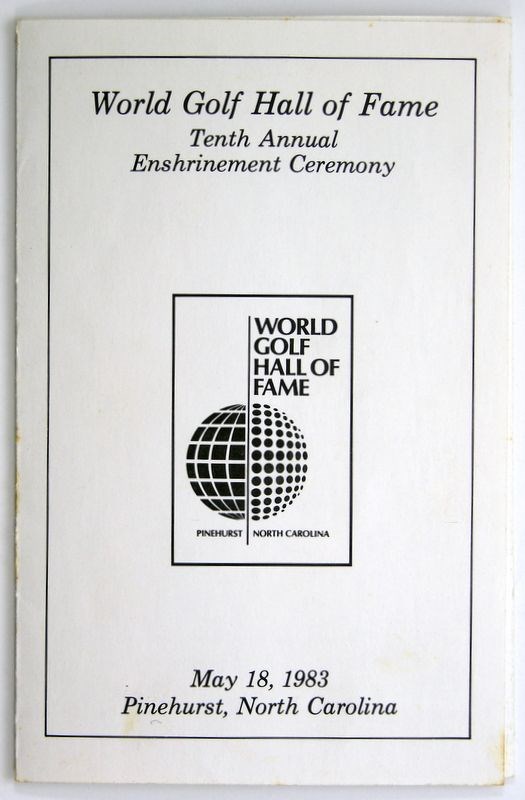 World Golf Hall of Fame
Tenth Annual
Enshrinement Ceremony
WORLD
GOLF
HALL OF
FAME
PINEHURST NORTH CAROLINA
May 18, 1983
Pinehurst, North Carolina